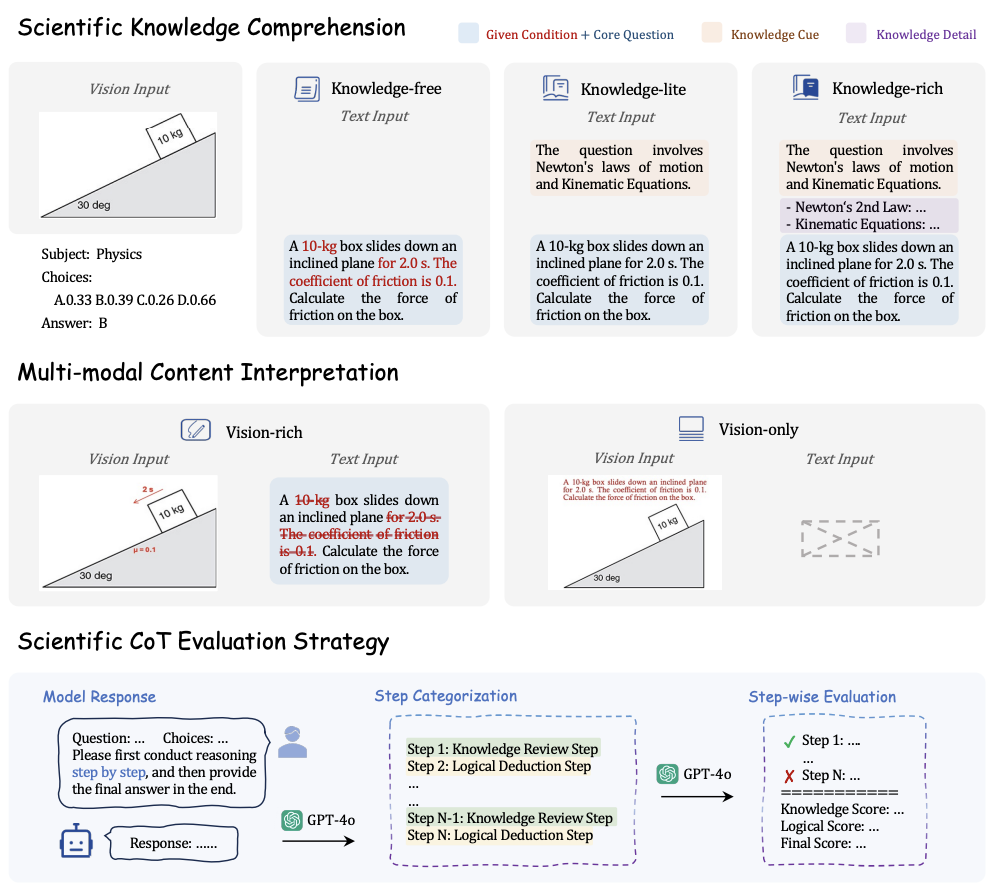 Scientific Knowledge Comprehension
Given Condition + Core Question
Knowledge Cue
Knowledge Detail
Vision Input
10 kg
30 deg
Subject: Physics
Choices:
A.0.33 B.0.39 C.0.26 D.0.66
Answer: B
Knowledge-free
Text Input
A 10-kg box slides down an
inclined plane for 2.0 s. The
coefficient of friction is 0.1.
Calculate the force of
friction on the box.
Knowledge-lite
Text Input
The question involves
Newton's laws of motion
and Kinematic Equations.
A 10-kg box slides down an
inclined plane for 2.0 s. The
coefficient of friction is 0.1.
Calculate the force of
friction on the box.
Knowledge-rich
Text Input
The question involves
Newton's laws of motion
and Kinematic Equations.
- Newton's 2nd Law: ...
- Kinematic Equations: ...
A 10-kg box slides down an
inclined plane for 2.0 s. The
coefficient of friction is 0.1.
Calculate the force of
friction on the box.
Multi-modal Content Interpretation
Vision-rich
Vision Input
2 s
10 kg
μ = 0.1
30 deg
Text Input
A 10-kg box slides down
an inclined plane for 2.0 s.
The coefficient of friction
is 0.1. Calculate the force
of friction on the box.
Vision-only
Vision Input
A 10-kg box slides down an inclined plane
for 2.0 s. The coefficient of friction is 0.1.
Calculate the force of friction on the box.
10 kg
30 deg
Text Input
Scientific CoT Evaluation Strategy
Model Response
Question: ... Choices: ...
Please first conduct reasoning
step by step, and then provide
the final answer in the end.
Response: ......
GPT-4o
Step Categorization
Step 1: Knowledge Review Step
Step 2: Logical Deduction Step
...
...
Step N-1: Knowledge Review Step
Step N: Logical Deduction Step
GPT-4o
Step-wise Evaluation
✓ Step 1: ...
...
✗ Step N: ...
===========
Knowledge Score: ...
Logical Score: ...
Final Score: ...